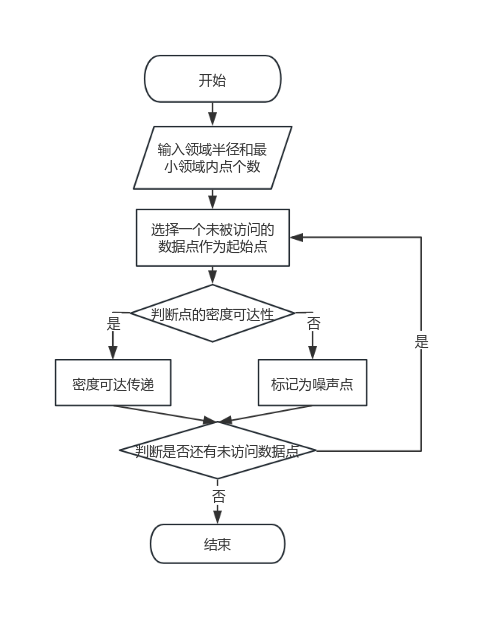 开始
输入领域半径和最
小领域内点个数
选择一个未被访问的
数据点作为起始点
判断点的密度可达性
是
否
密度可达传递
标记为噪声点
是
判断是否还有未访问数据点
否
结束